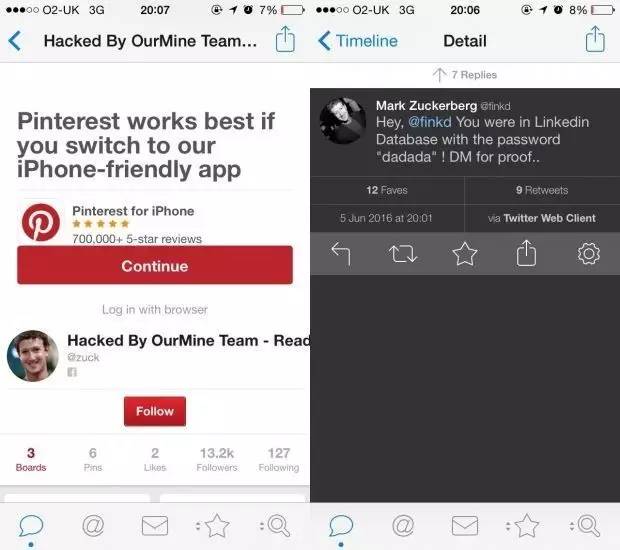 ●●●○○ O2-UK 3G 20:07 7%
Hacked By OurMine Team...
Pinterest works best if
you switch to our
iPhone-friendly app
Pinterest for iPhone
700,000+ 5-star reviews
Continue
Log in with browser
Hacked By OurMine Team - Read
@zuck
Follow
3 6 2 13.2k 127
Boards Pins Likes Followers Following
●●●○○ O2-UK 3G 20:06 8%
Timeline Detail
7 Replies
Mark Zuckerberg @finkd
Hey, @finkd You were in Linkedin
Database with the password
"dadada" ! DM for proof..
12 Faves 9 Retweets
5 Jun 2016 at 20:01 via Twitter Web Client